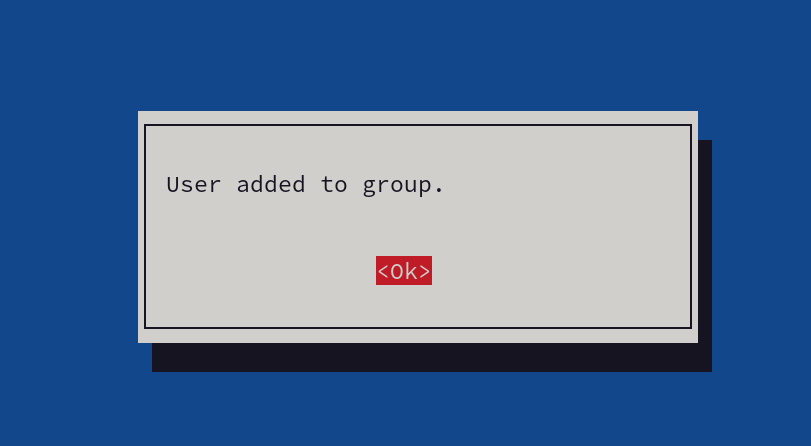 User added to group.
<Ok>